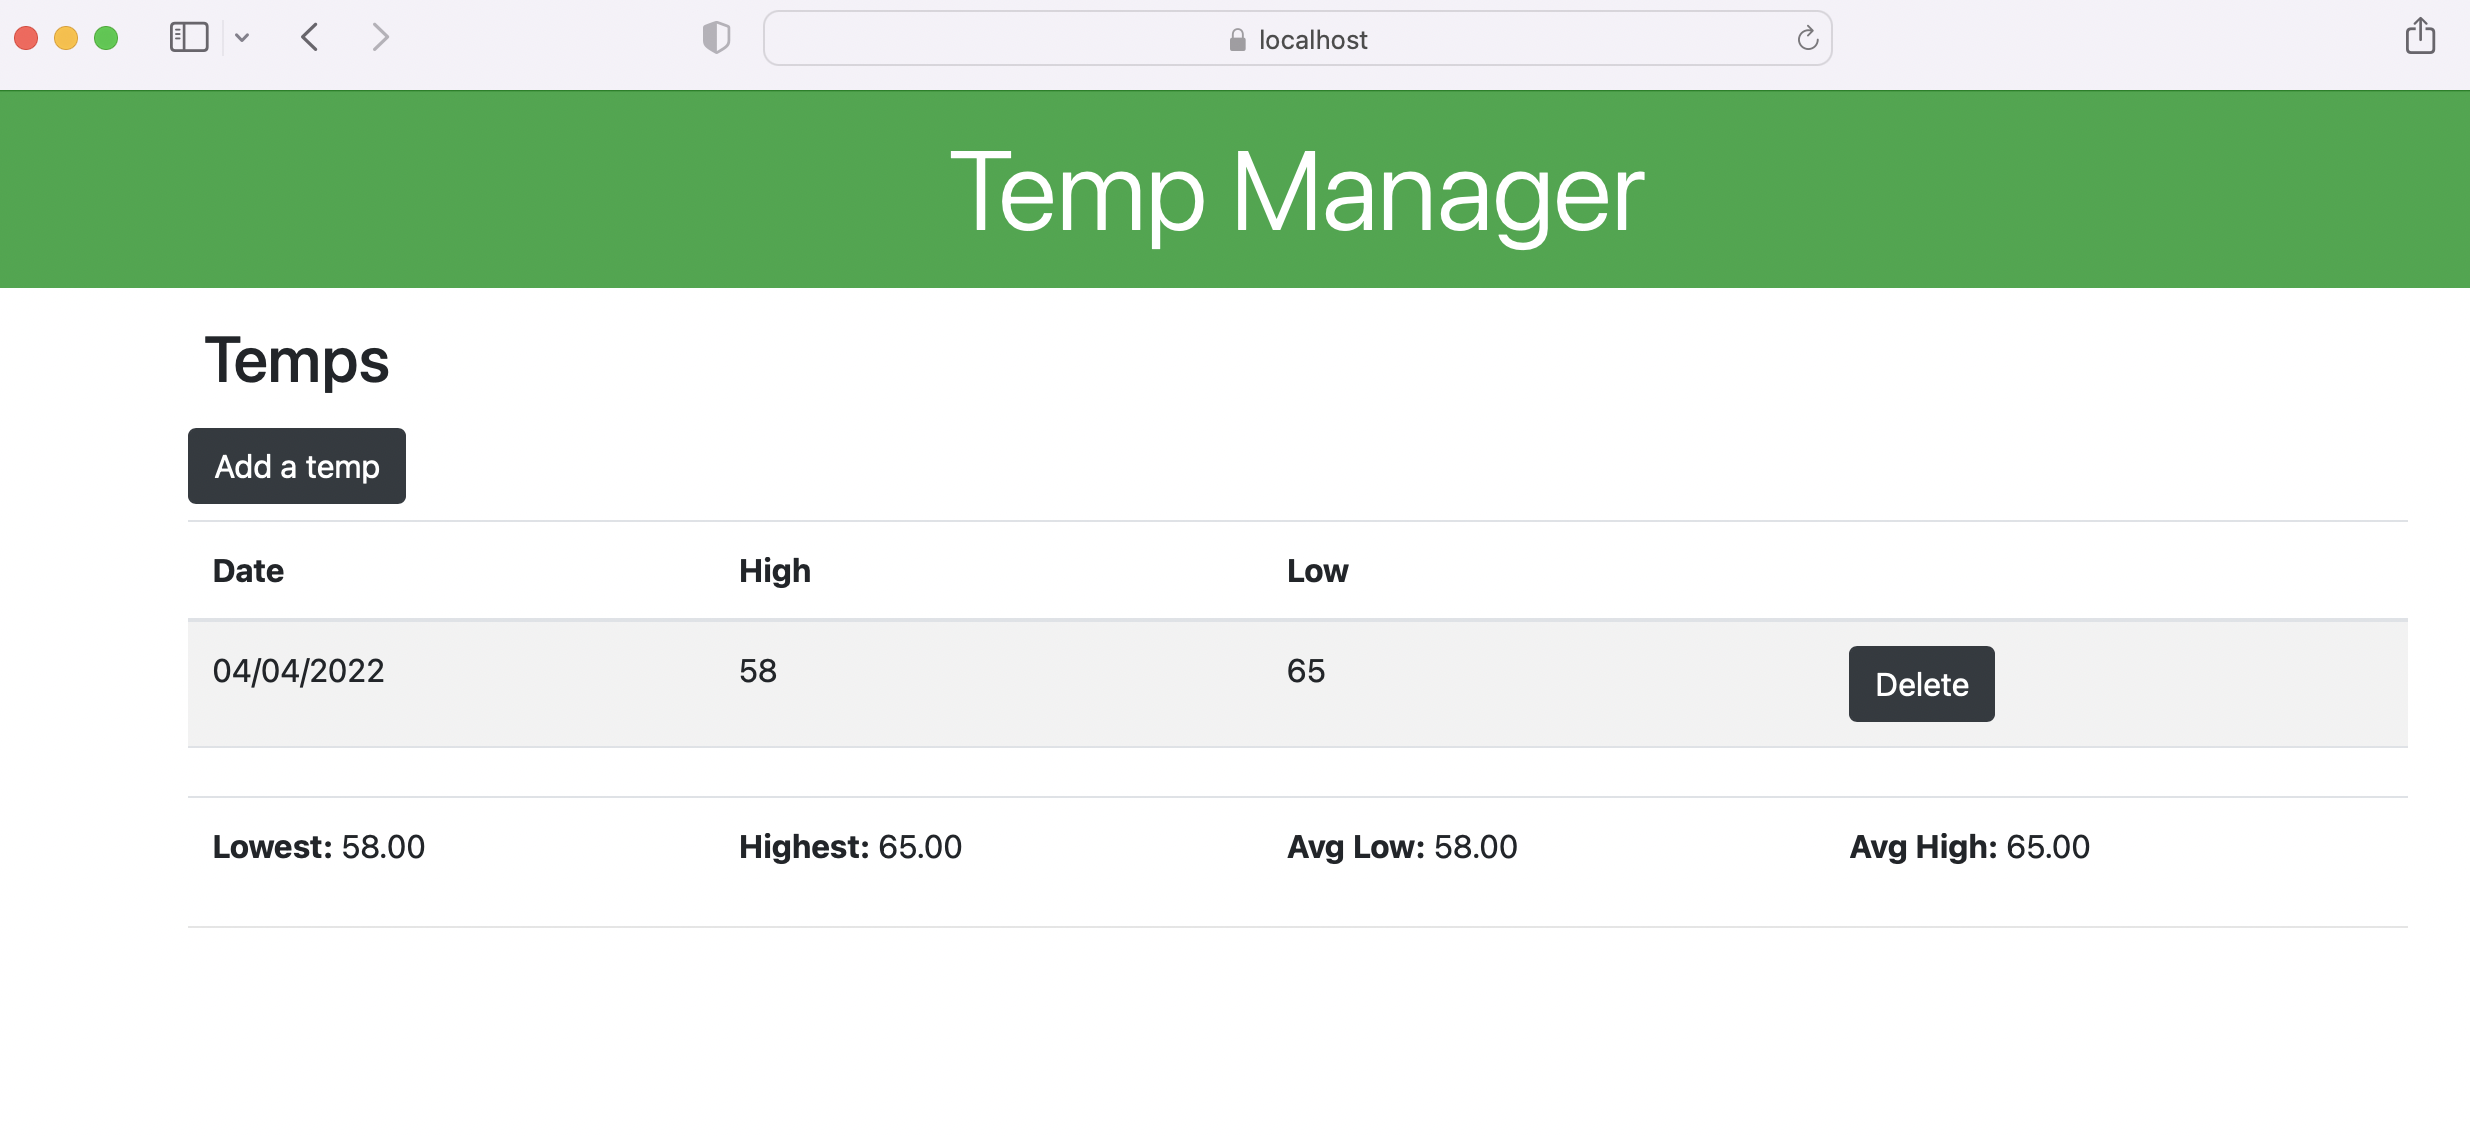 localhost
Temp Manager
Temps
Add a temp
Date High Low
04/04/2022 58 65 Delete
Lowest: 58.00 Highest: 65.00 Avg Low: 58.00 Avg High: 65.00